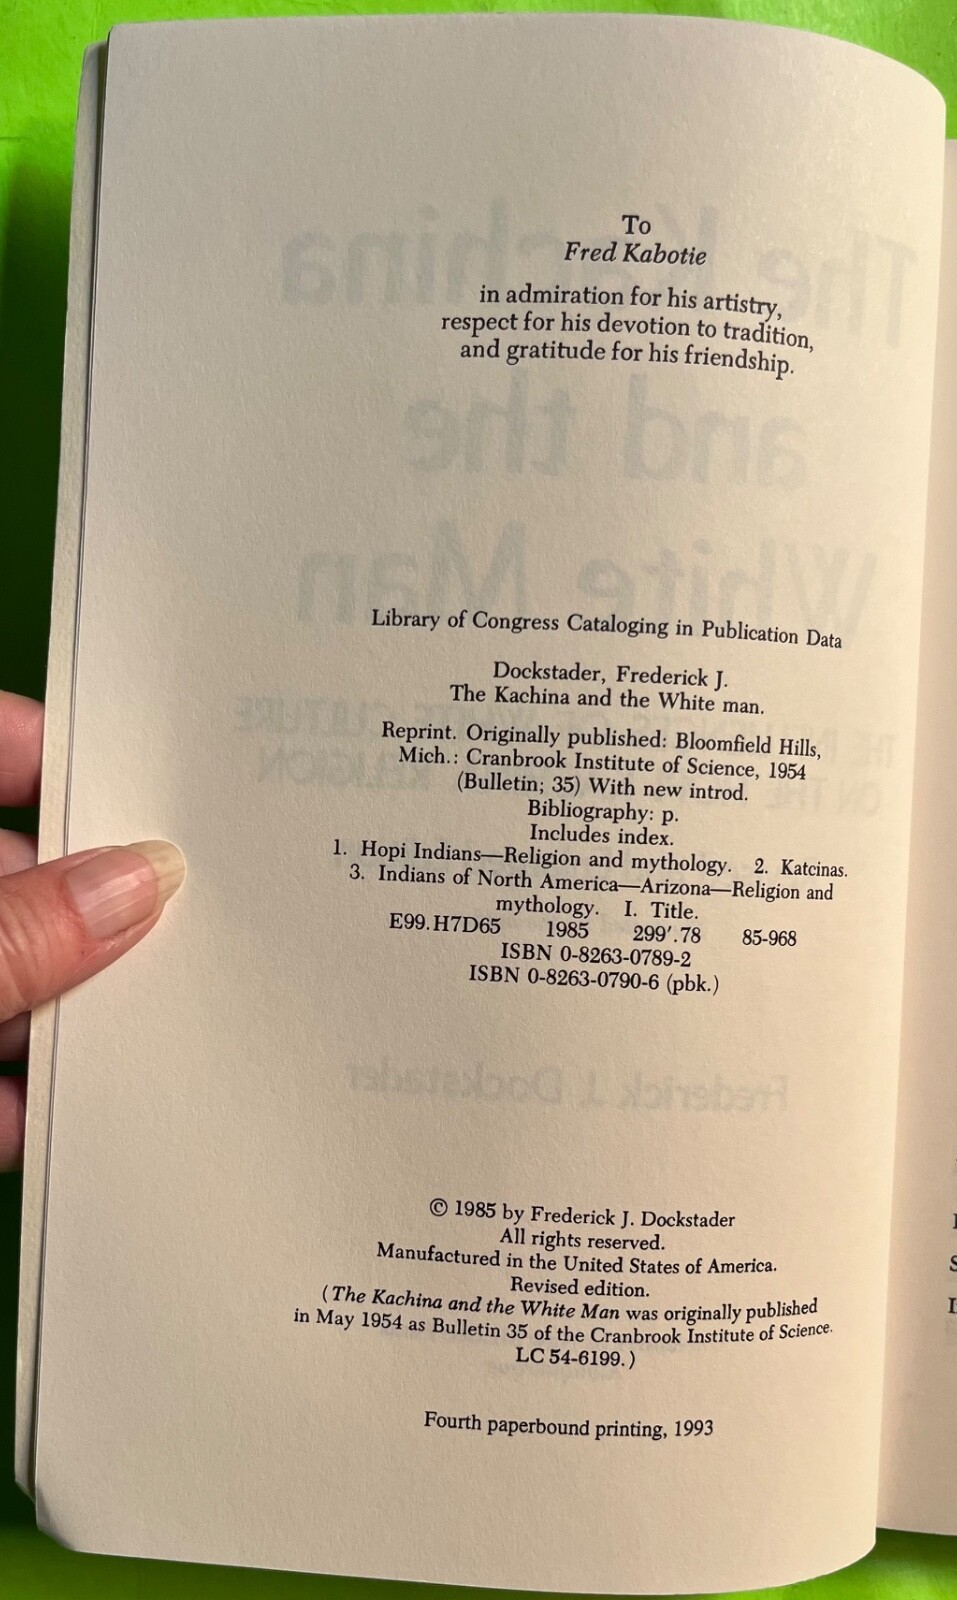 To
Fred Kabotie
in admiration for his artistry,
respect for his devotion to tradition,
and gratitude for his friendship.
Library of Congress Cataloging in Publication Data
Dockstader, Frederick J.
The Kachina and the White man.
Reprint. Originally published: Bloomfield Hills,
Mich.: Cranbrook Institute of Science, 1954
(Bulletin; 35) With new introd.
Bibliography: p.
Includes index.
1. Hopi Indians—Religion and mythology. 2. Katcinas.
3. Indians of North America—Arizona—Religion and
mythology. I. Title.
E99.H7D65 1985 299'.78 85-968
ISBN 0-8263-0789-2
ISBN 0-8263-0790-6 (pbk.)
© 1985 by Frederick J. Dockstader
All rights reserved.
Manufactured in the United States of America.
Revised edition.
(The Kachina and the White Man was originally published
in May 1954 as Bulletin 35 of the Cranbrook Institute of Science.
LC 54-6199.)
Fourth paperbound printing, 1993